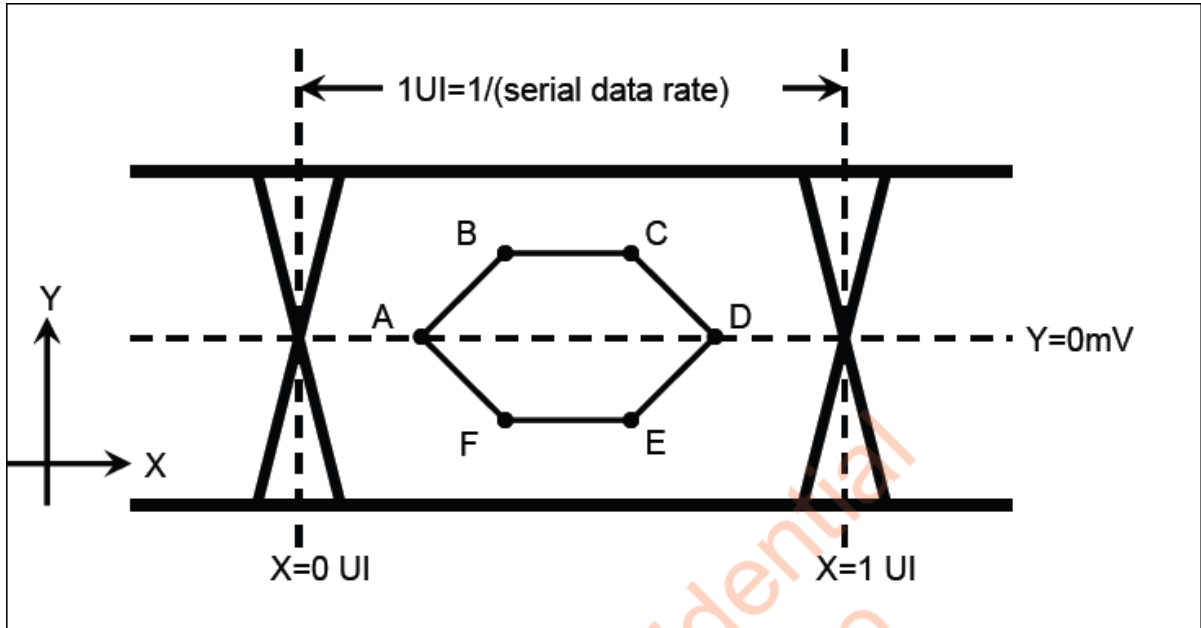 1UI=1/(serial data rate)
B
C
Y
A
D
Y=0mV
F
E
X
X=0 UI
X=1 UI